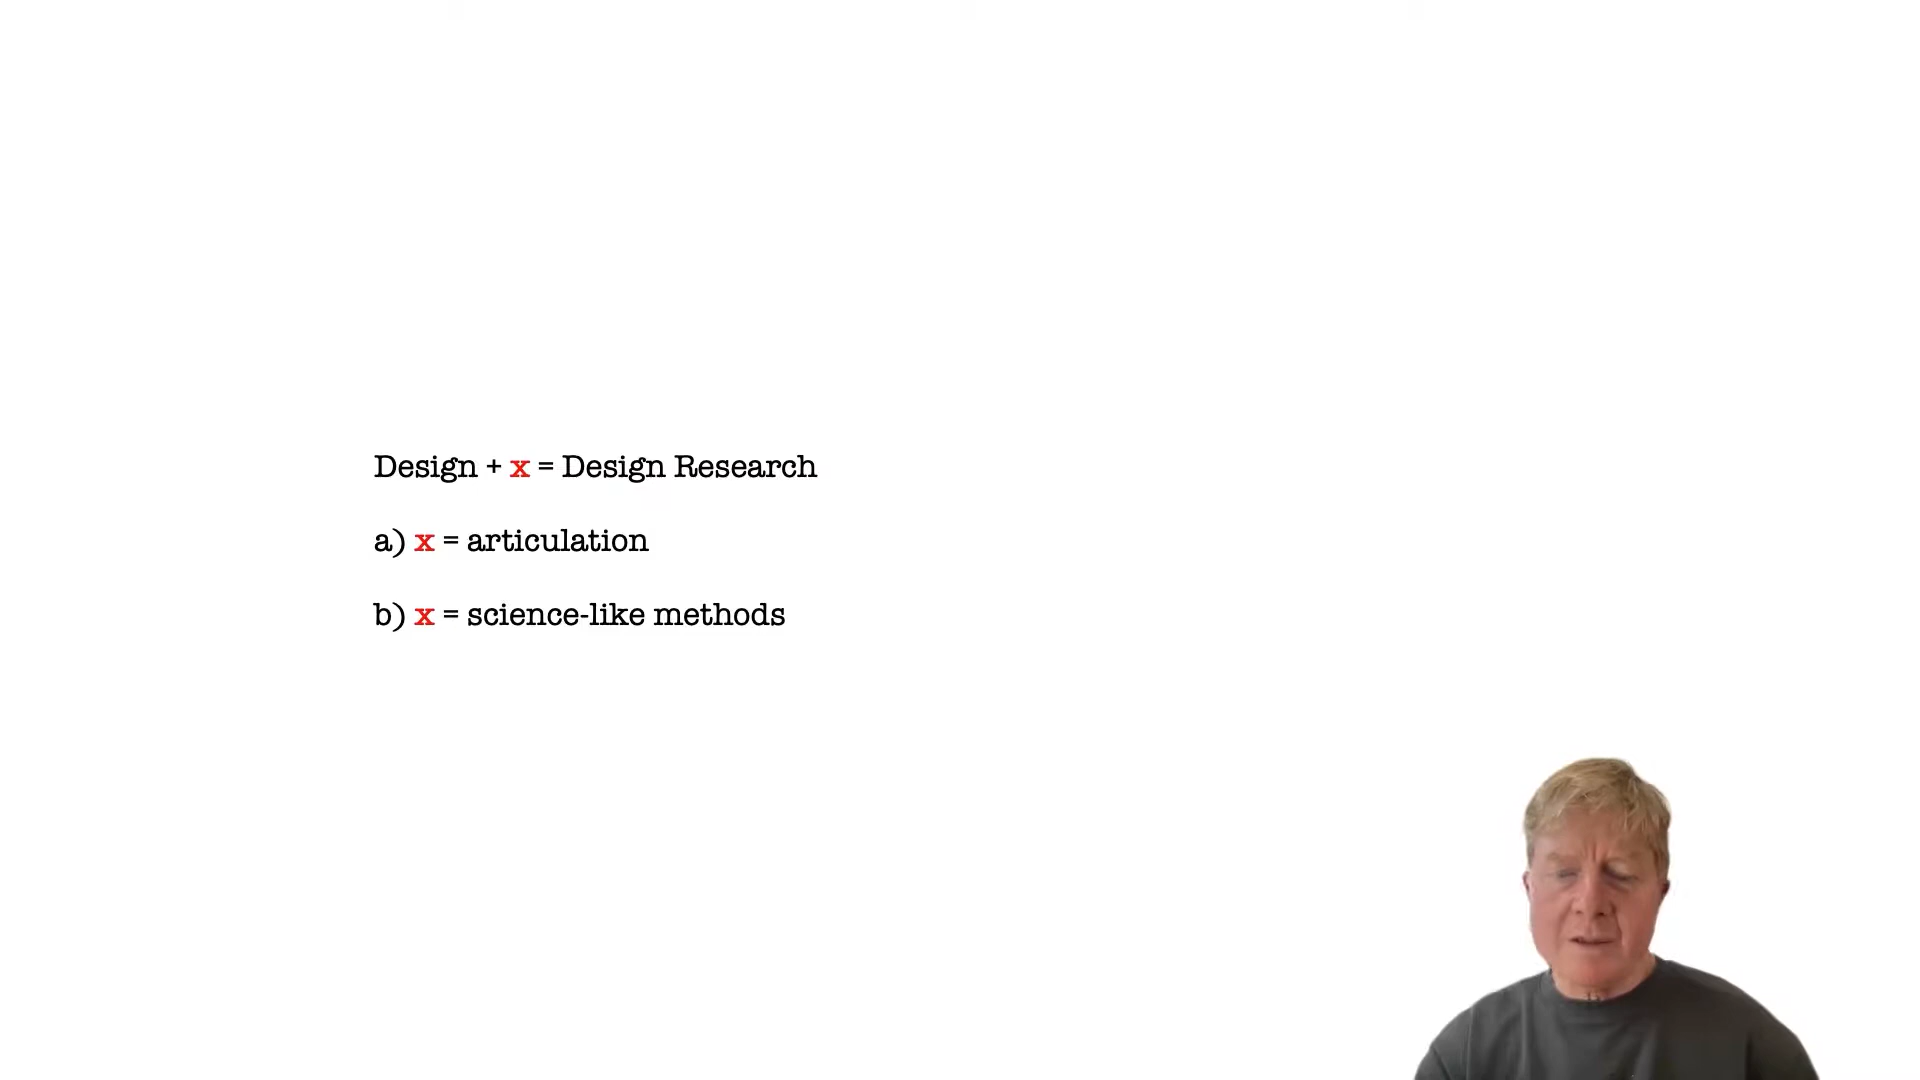 Design + x = Design Research
a) x = articulation
b) x = science-like methods